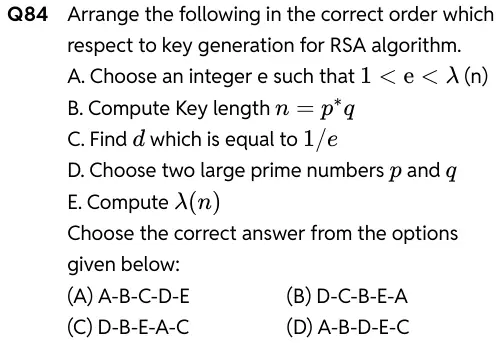 Q84 Arrange the following in the correct order which
respect to key generation for RSA algorithm.
A. Choose an integer e such that 1 < e < λ (n)
B. Compute Key length n = p*q
C. Find d which is equal to 1/e
D. Choose two large prime numbers p and q
E. Compute λ(n)
Choose the correct answer from the options
given below:
(A) A-B-C-D-E (B) D-C-B-E-A
(C) D-B-E-A-C (D) A-B-D-E-C